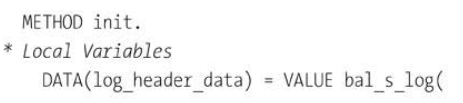 METHOD init.
* Local Variables
DATA(log_header_data) = VALUE bal_s_log(